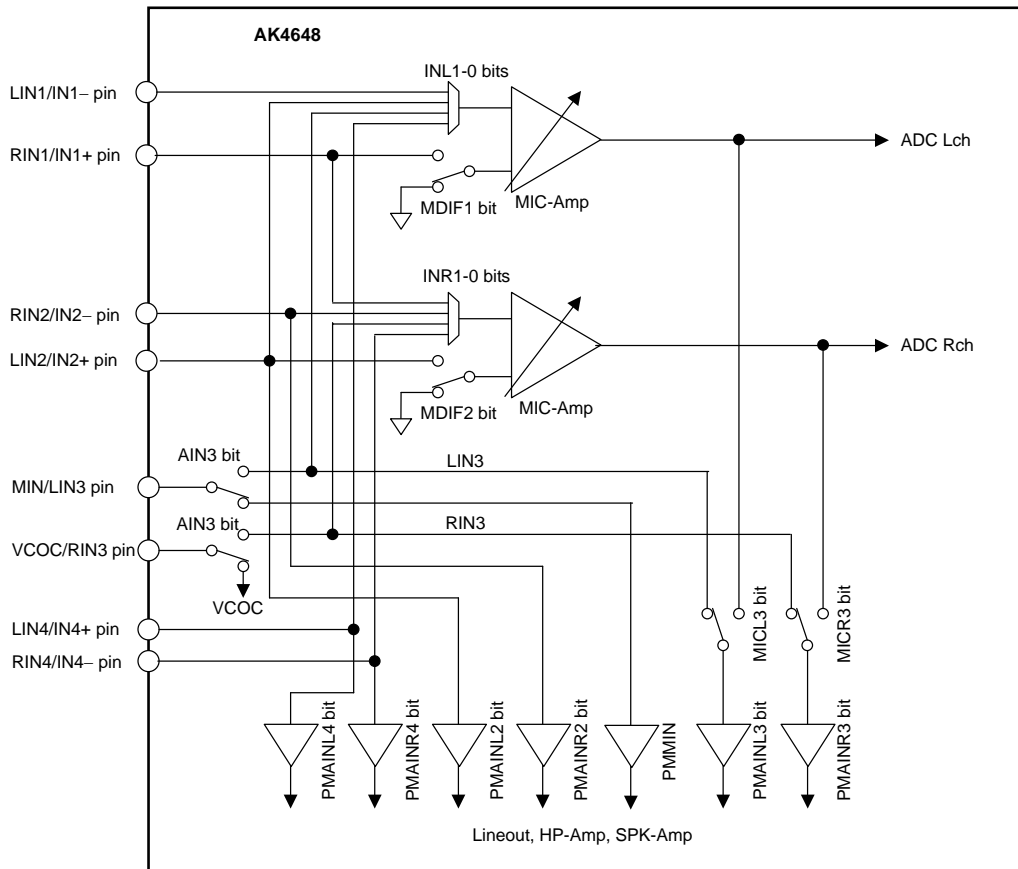 AK4648
INL1-0 bits
LIN1/IN1− pin
ADC Lch
RIN1/IN1+ pin
MDIF1 bit
MIC-Amp
INR1-0 bits
RIN2/IN2− pin
ADC Rch
LIN2/IN2+ pin
MDIF2 bit
MIC-Amp
AIN3 bit
LIN3
MIN/LIN3 pin
AIN3 bit
RIN3
VCOC/RIN3 pin
VCOC
LIN4/IN4+ pin
RIN4/IN4− pin
MICL3 bit
MICR3 bit
PMAINL4 bit
PMAINR4 bit
PMAINL2 bit
PMAINR2 bit
PMMIN
PMAINL3 bit
PMAINR3 bit
Lineout, HP-Amp, SPK-Amp